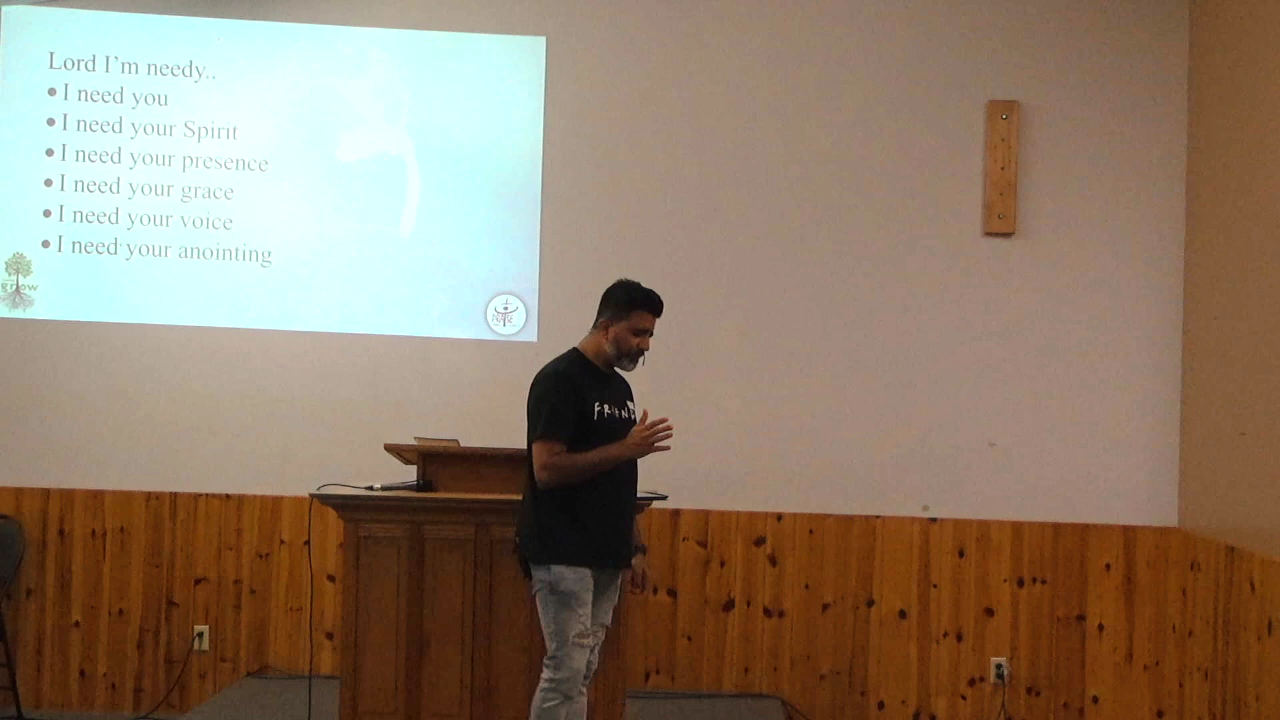 Lord I'm needy..
• I need you
• I need your Spirit
• I need your presence
• I need your grace
• I need your voice
• I need your anointing
grow